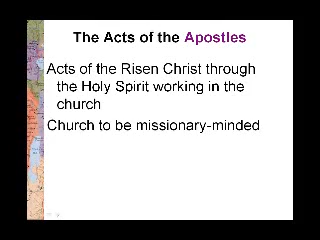 The Acts of the Apostles
Acts of the Risen Christ through
the Holy Spirit working in the
church
Church to be missionary-minded